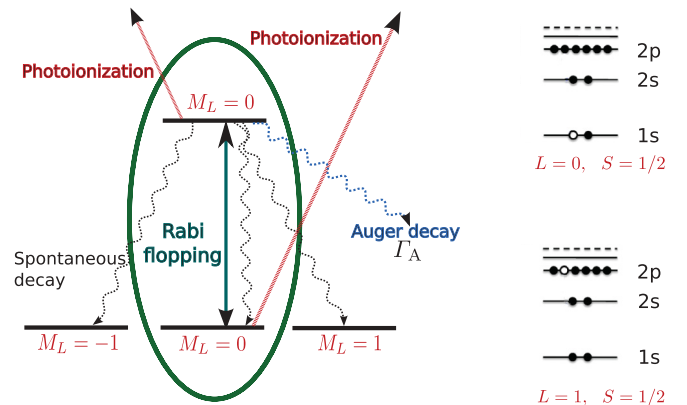 Photoionization
Photoionization
M_L = 0
Rabi
flopping
Auger decay
Γ_A
Spontaneous
decay
M_L = −1
M_L = 0
M_L = 1
2p
2s
1s
L = 0, S = 1/2
2p
2s
1s
L = 1, S = 1/2